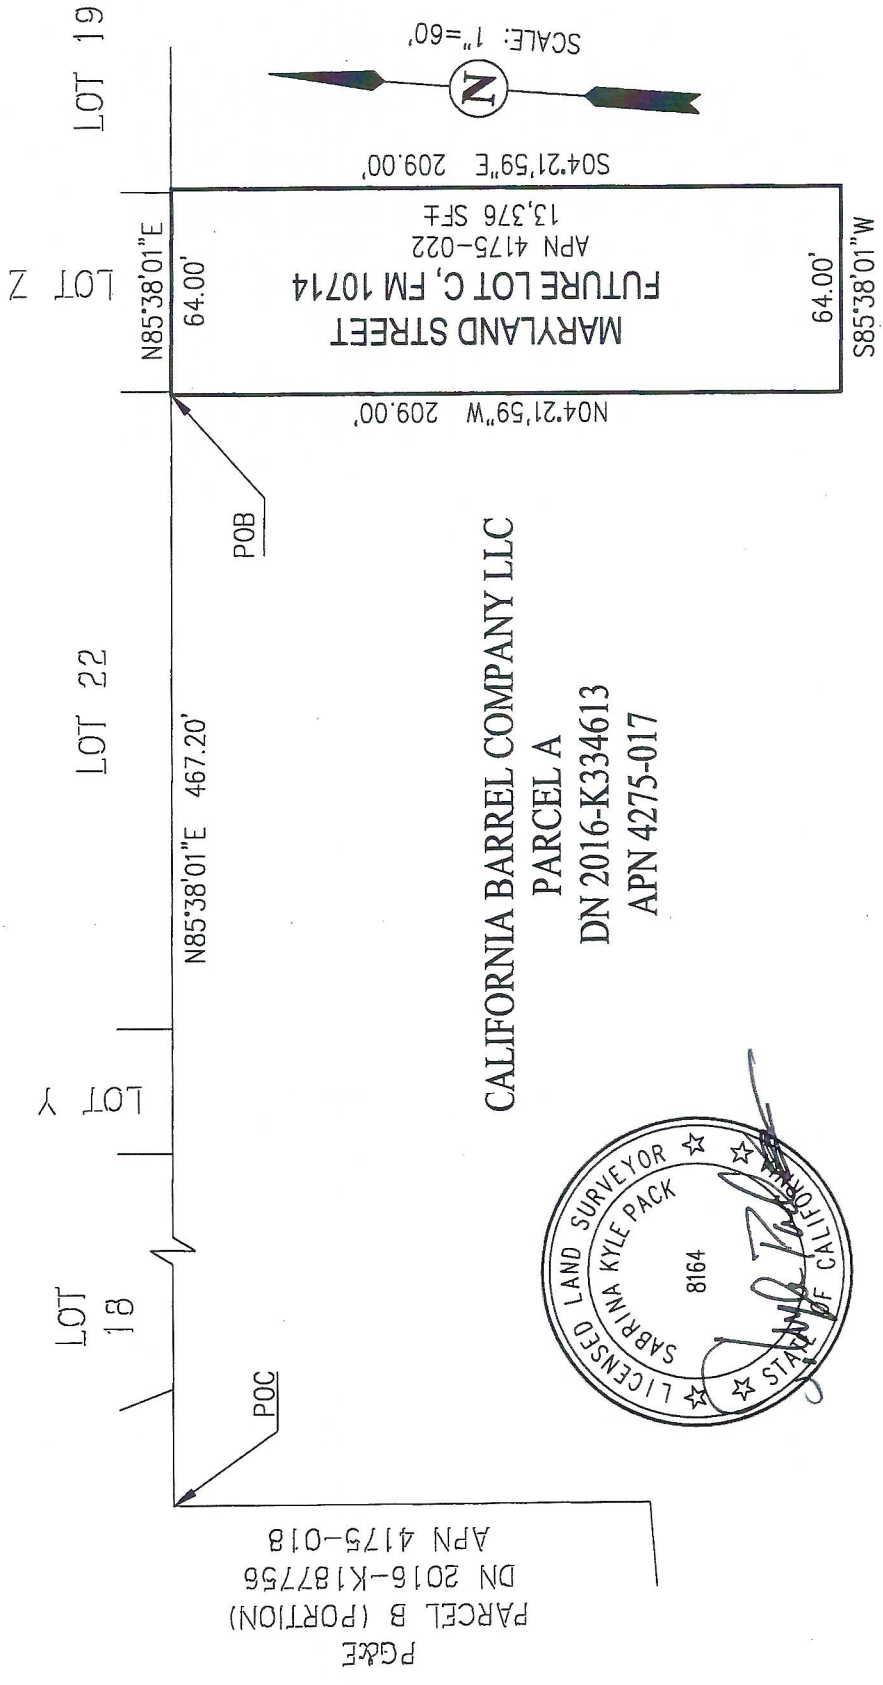 LOT 19
SCALE: 1"=60'
N
LOT Z
N85°38'01"E
64.00'
S04°21'59"E 209.00'
MARYLAND STREET
FUTURE LOT C, FM 10714
APN 4175-022
13,376 SF±
64.00'
S85°38'01"W
N04°21'59"W 209.00'
POB
LOT 22
N85°38'01"E 467.20'
CALIFORNIA BARREL COMPANY LLC
PARCEL A
DN 2016-K334613
APN 4275-017
LOT Y
LOT
18
POC
LICENSED LAND SURVEYOR
SABRINA KYLE PACK
8164
STATE OF CALIFORNIA
PG&E
PARCEL B (PORTION)
DN 2016-K187756
APN 4175-018